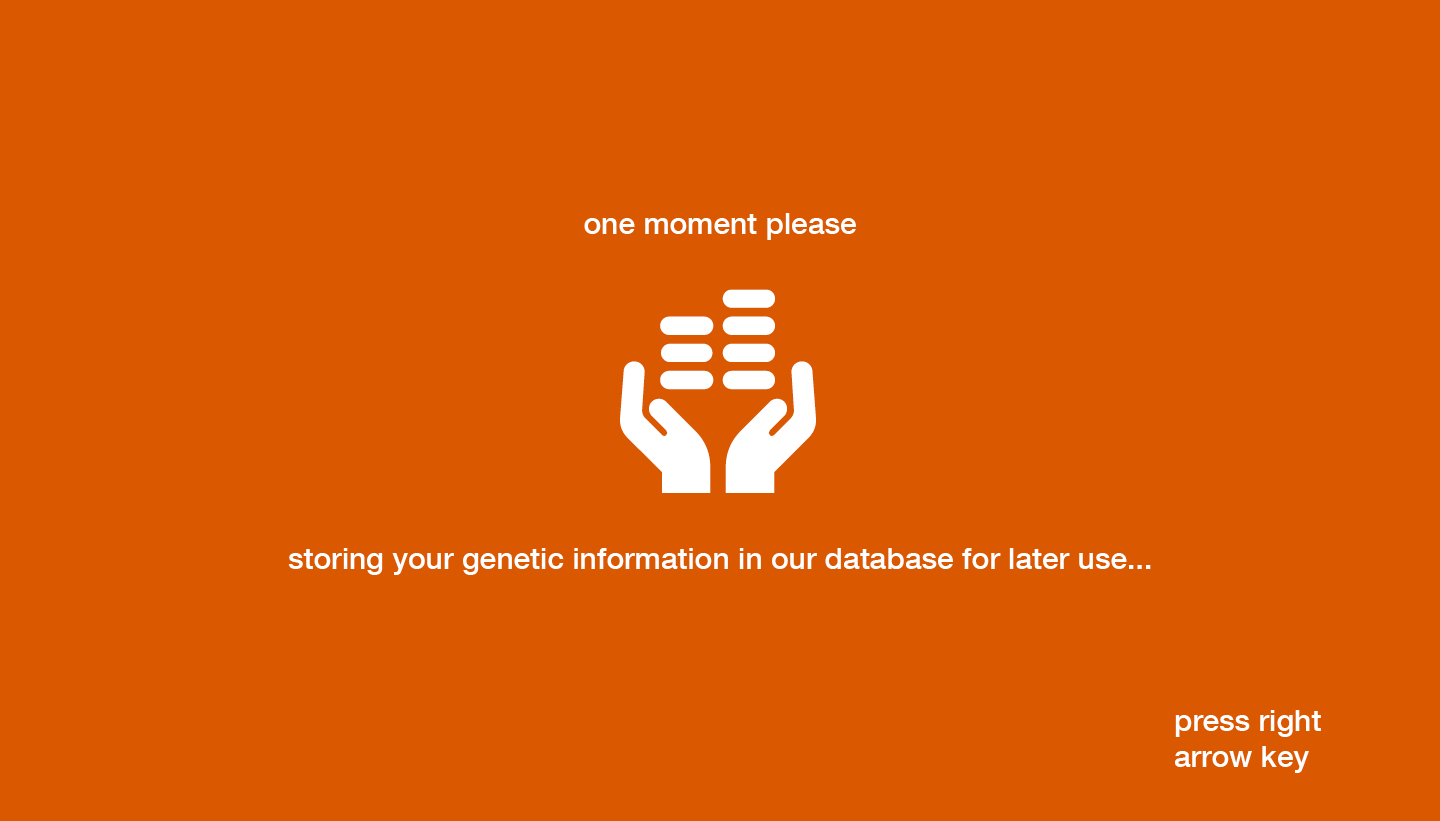 one moment please
storing your genetic information in our database for later use...
press right
arrow key